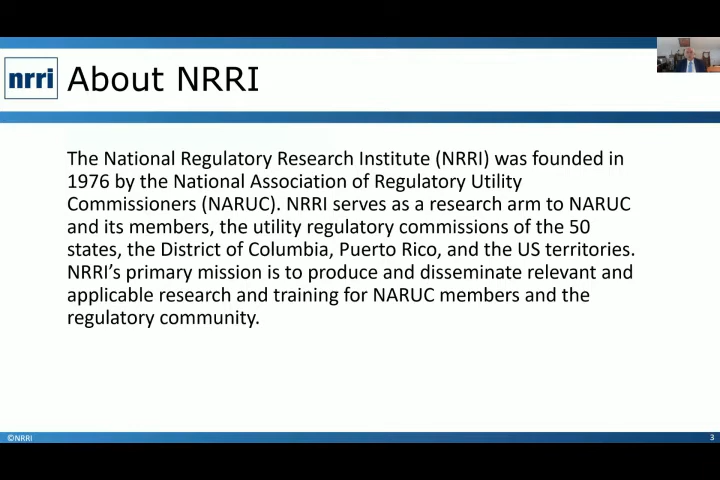 nrri About NRRI
The National Regulatory Research Institute (NRRI) was founded in
1976 by the National Association of Regulatory Utility
Commissioners (NARUC). NRRI serves as a research arm to NARUC
and its members, the utility regulatory commissions of the 50
states, the District of Columbia, Puerto Rico, and the US territories.
NRRI’s primary mission is to produce and disseminate relevant and
applicable research and training for NARUC members and the
regulatory community.
©NRRI 3